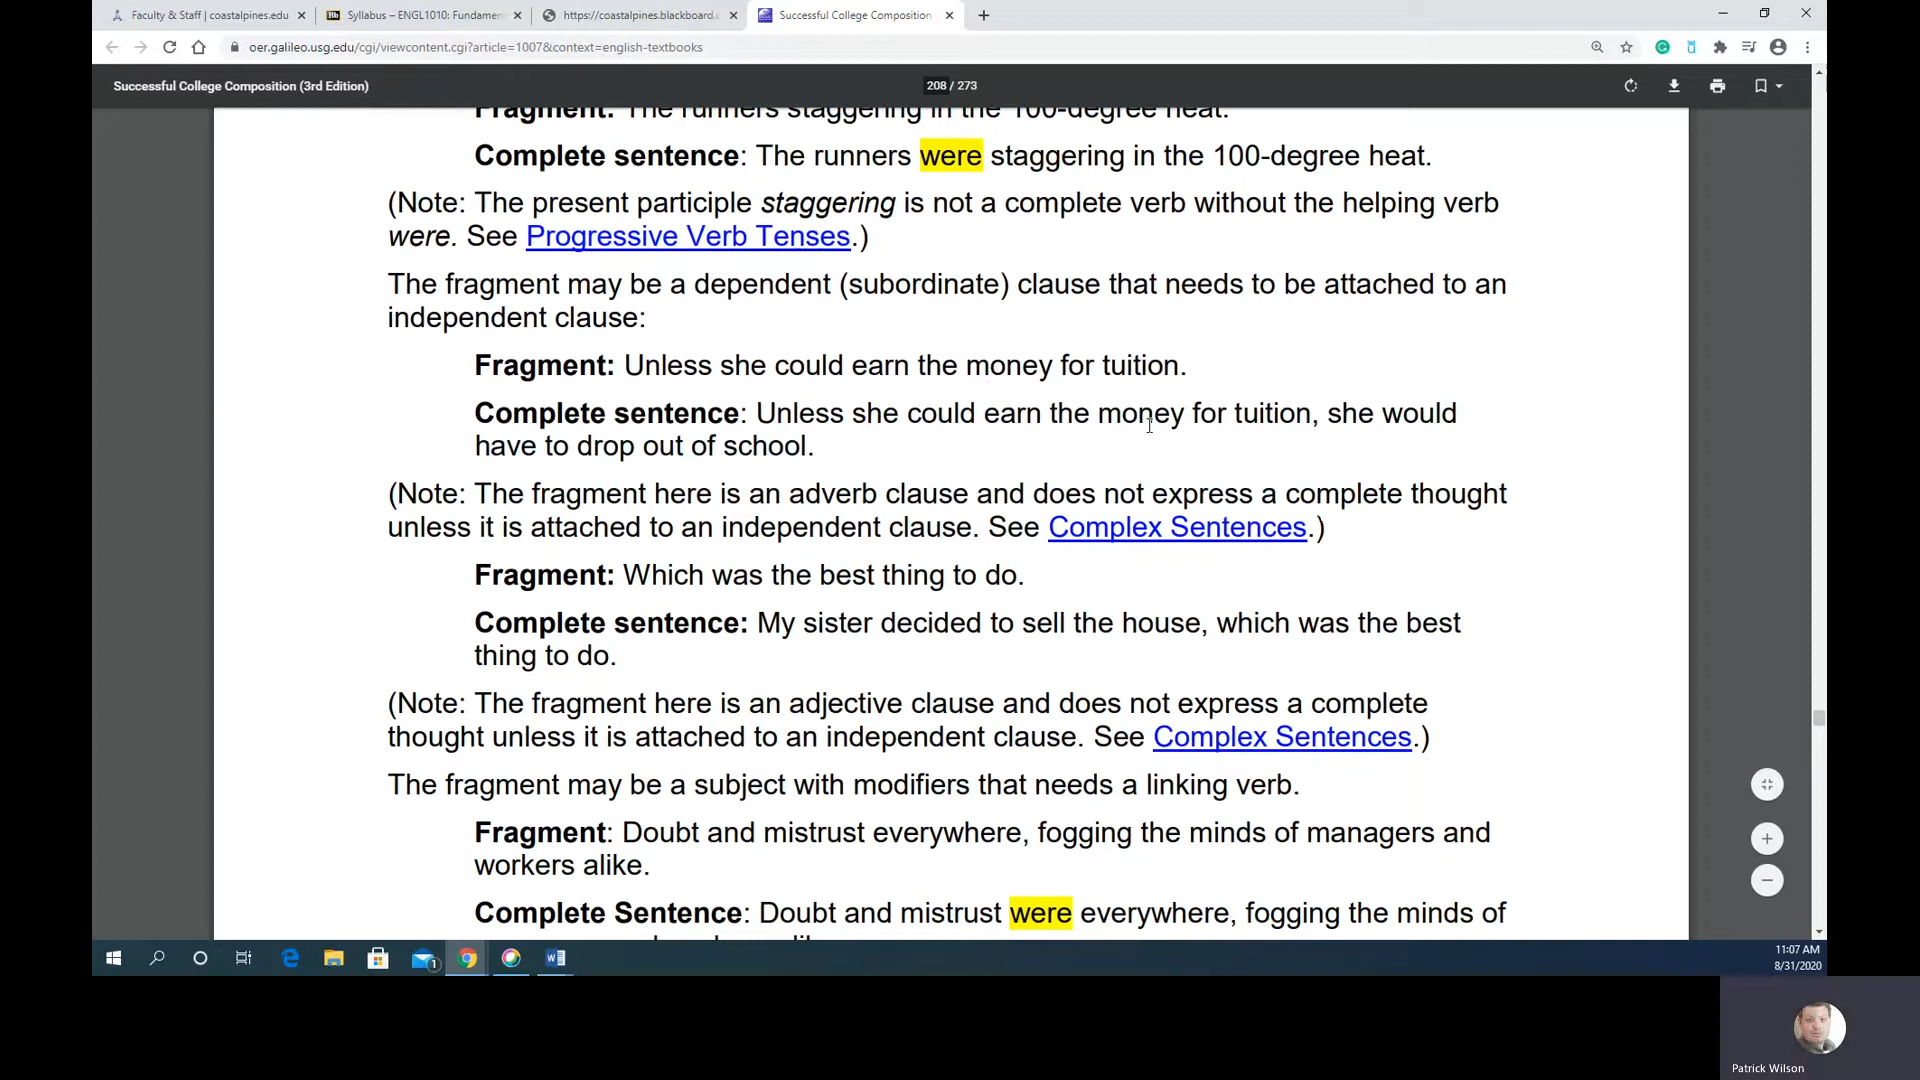 Faculty & Staff | coastalpines.edu
Syllabus – ENGL1010: Fundamen
https://coastalpines.blackboard.
Successful College Composition
oer.galileo.usg.edu/cgi/viewcontent.cgi?article=1007&context=english-textbooks
Successful College Composition (3rd Edition)
208 / 273
Fragment: The runners staggering in the 100-degree heat.
Complete sentence: The runners were staggering in the 100-degree heat.
(Note: The present participle staggering is not a complete verb without the helping verb
were. See Progressive Verb Tenses.)
The fragment may be a dependent (subordinate) clause that needs to be attached to an
independent clause:
Fragment: Unless she could earn the money for tuition.
Complete sentence: Unless she could earn the money for tuition, she would
have to drop out of school.
(Note: The fragment here is an adverb clause and does not express a complete thought
unless it is attached to an independent clause. See Complex Sentences.)
Fragment: Which was the best thing to do.
Complete sentence: My sister decided to sell the house, which was the best
thing to do.
(Note: The fragment here is an adjective clause and does not express a complete
thought unless it is attached to an independent clause. See Complex Sentences.)
The fragment may be a subject with modifiers that needs a linking verb.
Fragment: Doubt and mistrust everywhere, fogging the minds of managers and
workers alike.
Complete Sentence: Doubt and mistrust were everywhere, fogging the minds of
11:07 AM
8/31/2020
Patrick Wilson